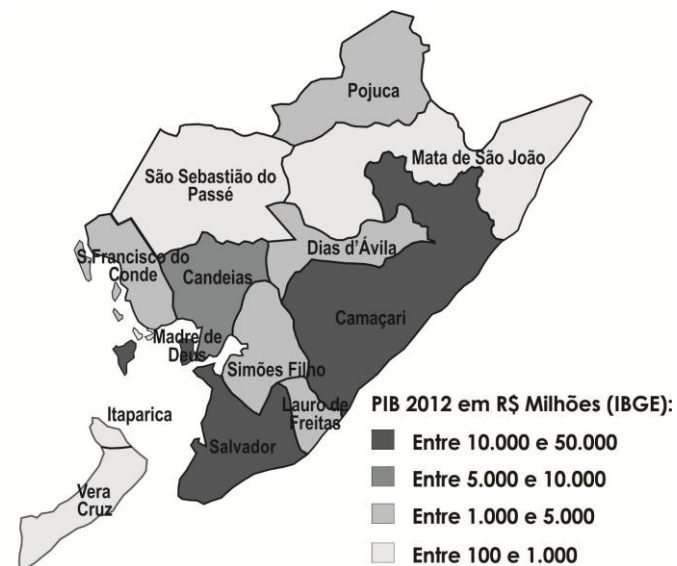 Pojuca
Mata de São João
São Sebastião do
Passé
Dias d'Ávila
S.Francisco do
Conde
Candeias
Camaçari
Madre de
Deus
Simões Filho
Lauro de
Freitas
Itaparica
Salvador
Vera
Cruz
PIB 2012 em R$ Milhões (IBGE):
Entre 10.000 e 50.000
Entre 5.000 e 10.000
Entre 1.000 e 5.000
Entre 100 e 1.000